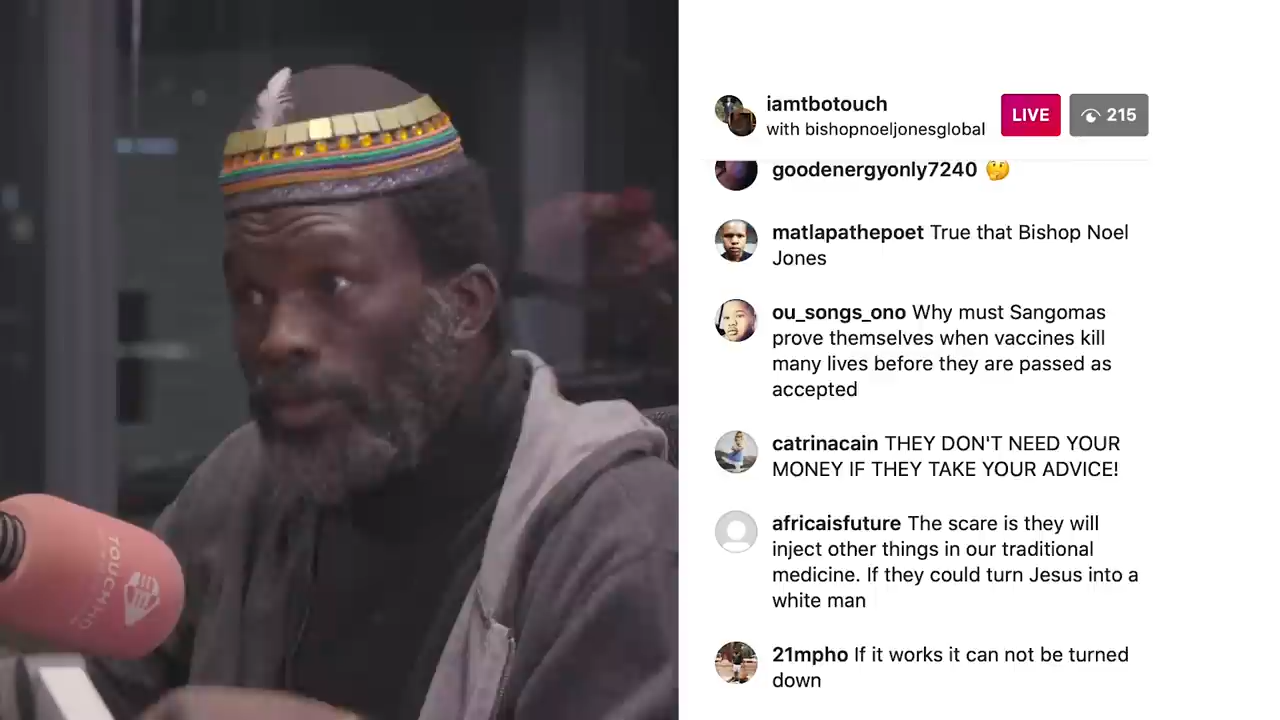 iamtbotouch
with bishopnoeljonesglobal
LIVE
215
goodenergyonly7240 🤔
matlapathepoet True that Bishop Noel
Jones
ou_songs_ono Why must Sangomas
prove themselves when vaccines kill
many lives before they are passed as
accepted
catrinacain THEY DON'T NEED YOUR
MONEY IF THEY TAKE YOUR ADVICE!
africaisfuture The scare is they will
inject other things in our traditional
medicine. If they could turn Jesus into a
white man
21mpho If it works it can not be turned
down
TOUCHHD